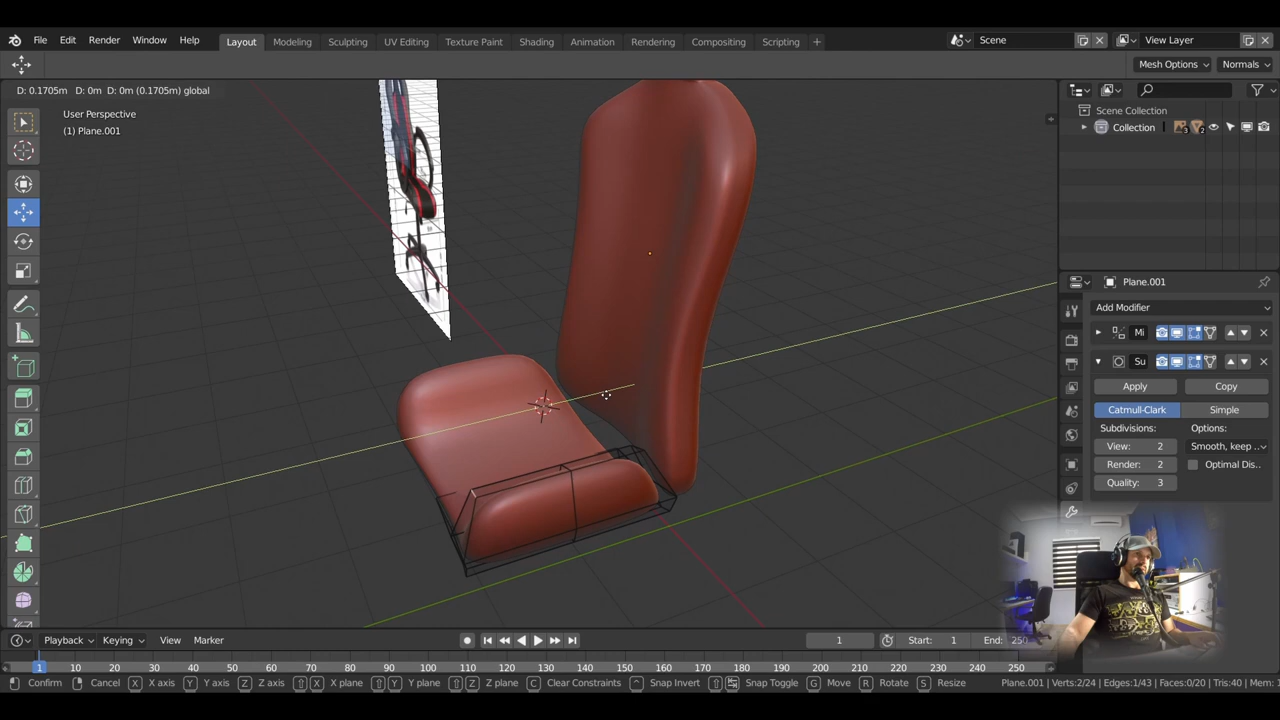 File Edit Render Window Help
Layout Modeling Sculpting UV Editing Texture Paint Shading Animation Rendering Compositing Scripting +
Scene
View Layer
Mesh Options
Normals
D: 0.1705m D: 0m D: 0m (0.1705m) global
User Perspective
(1) Plane.001
Scene Collection
Collection
3
2
Plane.001
Add Modifier
Mi
Su
Apply Copy
Catmull-Clark Simple
Subdivisions: Options:
View: 2 Smooth, keep ..
Render: 2 Optimal Dis..
Quality: 3
Playback Keying View Marker
1
Start: 1 End: 250
1 10 20 30 40 50 60 70 80 90 100 110 120 130 140 150 160 170 180 190 200 210 220 230 240 250
Confirm Cancel X X axis Y Y axis Z Z axis X X plane Y Y plane Z Z plane C Clear Constraints Snap Invert Snap Toggle G Move R Rotate S Resize Plane.001 | Verts:2/24 | Edges:1/43 | Faces:0/20 | Tris:40 | Mem: 1